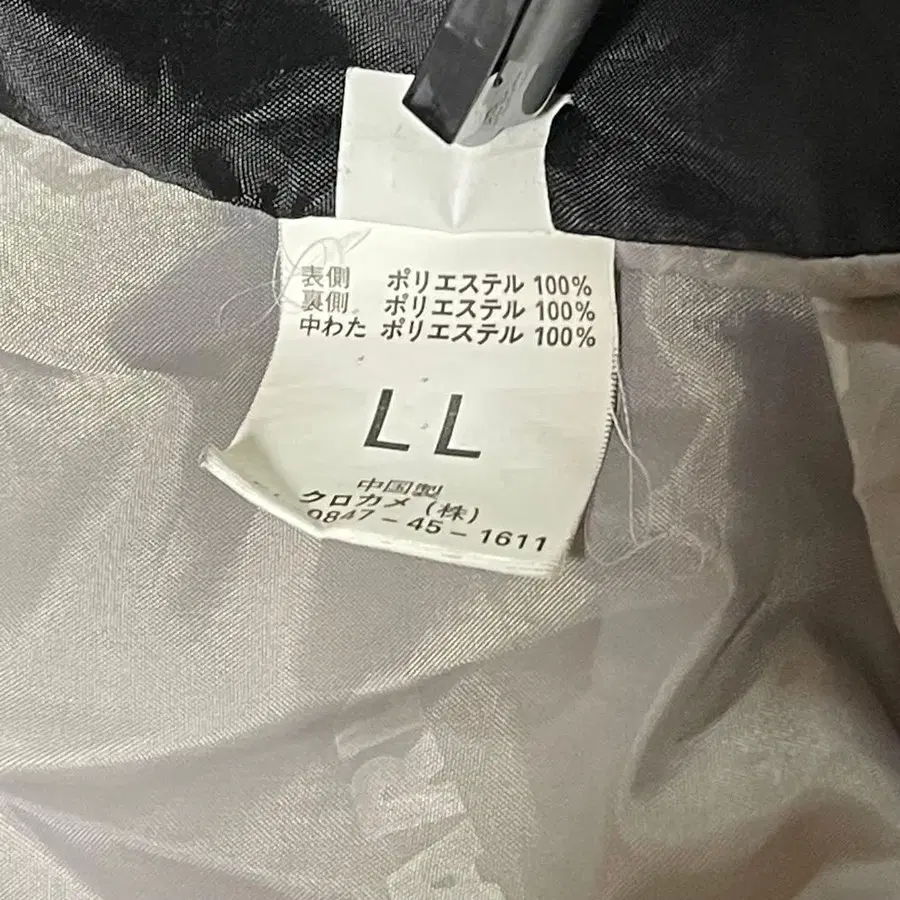 表側 ポリエステル 100%
裏側 ポリエステル 100%
中わた ポリエステル 100%
LL
中国製
クロカメ (株)
0847-45-1611